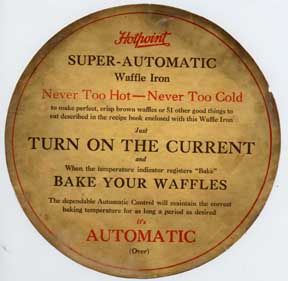 Hotpoint
SUPER-AUTOMATIC
Waffle Iron
Never Too Hot—Never Too Cold
to make perfect, crisp brown waffles or 51 other good things to
eat described in the recipe book enclosed with this Waffle Iron
Just
TURN ON THE CURRENT
and
When the temperature indicator registers "Bake"
BAKE YOUR WAFFLES
The dependable Automatic Control will maintain the correct
baking temperature for as long a period as desired
It's
AUTOMATIC
(Over)